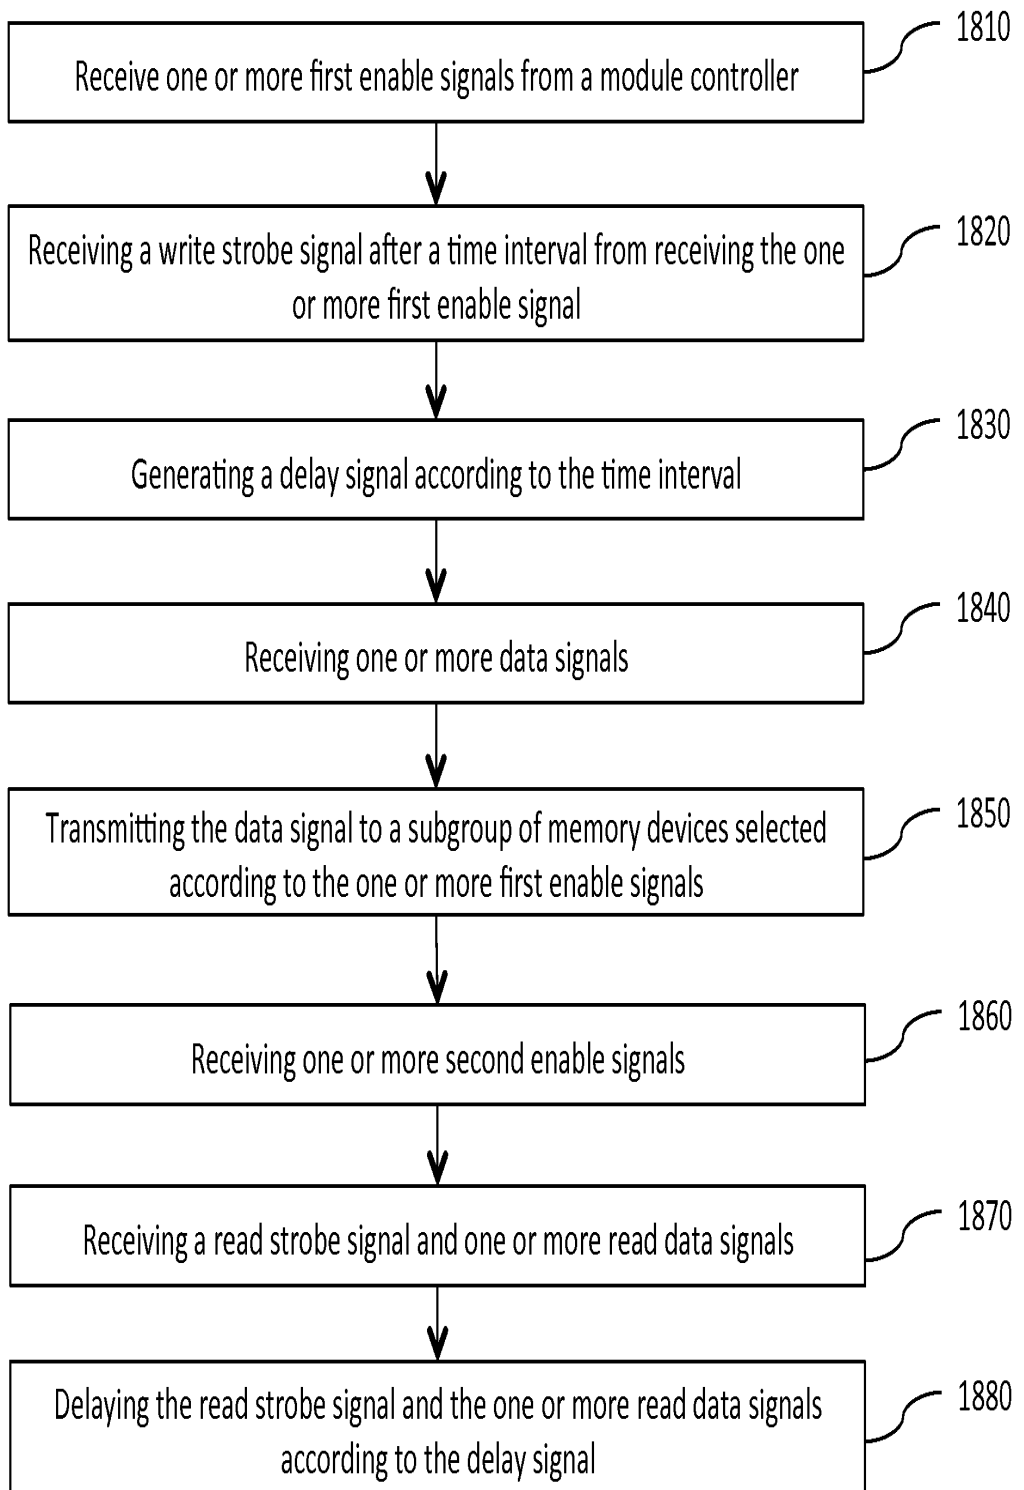 1810
Receive one or more first enable signals from a module controller
1820
Receiving a write strobe signal after a time interval from receiving the one
or more first enable signal
1830
Generating a delay signal according to the time interval
1840
Receiving one or more data signals
1850
Transmitting the data signal to a subgroup of memory devices selected
according to the one or more first enable signals
1860
Receiving one or more second enable signals
1870
Receiving a read strobe signal and one or more read data signals
1880
Delaying the read strobe signal and the one or more read data signals
according to the delay signal